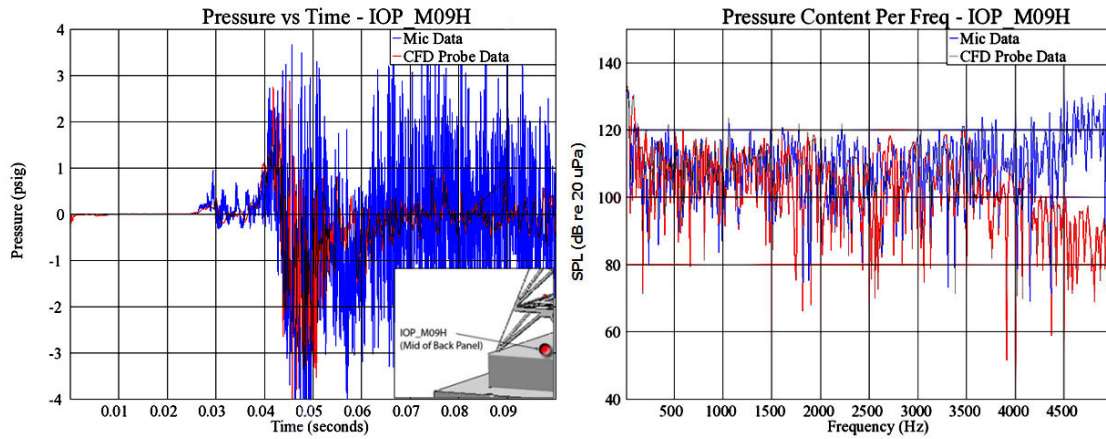 Pressure vs Time - IOP_M09H
Mic Data
CFD Probe Data
Pressure (psig)
4
3
2
1
0
-1
-2
-3
-4
0.01
0.02
0.03
0.04
0.05
0.06
0.07
0.08
0.09
Time (seconds)
IOP_M09H
(Mid of Back Panel)
Pressure Content Per Freq - IOP_M09H
Mic Data
CFD Probe Data
SPL (dB re 20 uPa)
140
120
100
80
60
40
500
1000
1500
2000
2500
3000
3500
4000
4500
Frequency (Hz)